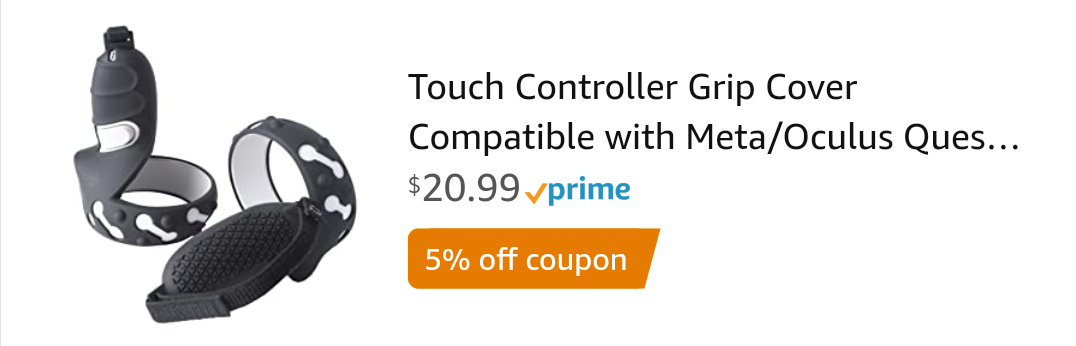 Touch Controller Grip Cover
Compatible with Meta/Oculus Ques...
$20.99 prime
5% off coupon